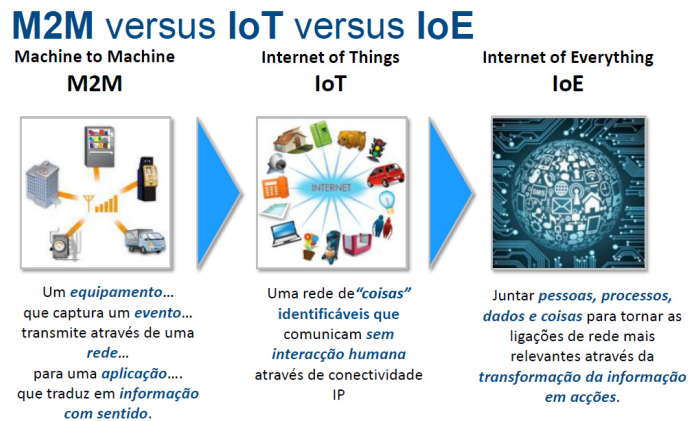 M2M versus IoT versus IoE
Machine to Machine
M2M
Internet of Things
IoT
Internet of Everything
IoE
INTERNET
SMS
Um equipamento...
que captura um evento...
transmite através de uma
rede...
para uma aplicação....
que traduz em informação
com sentido.
Uma rede de“coisas”
identificáveis que
comunicam sem
interacção humana
através de conectividade
IP
Juntar pessoas, processos,
dados e coisas para tornar as
ligações de rede mais
relevantes através da
transformação da informação
em acções.